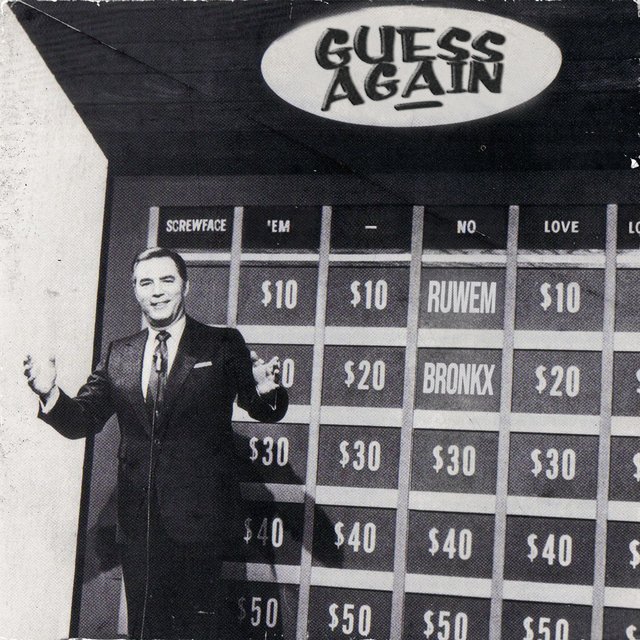 GUESS
AGAIN
SCREWFACE 'EM — NO LOVE
$10 $10 RUWEM $10
$20 BRONKX $20
$30 $30 $30 $30
$40 $40 $40 $40
$50 $50 $50 $50